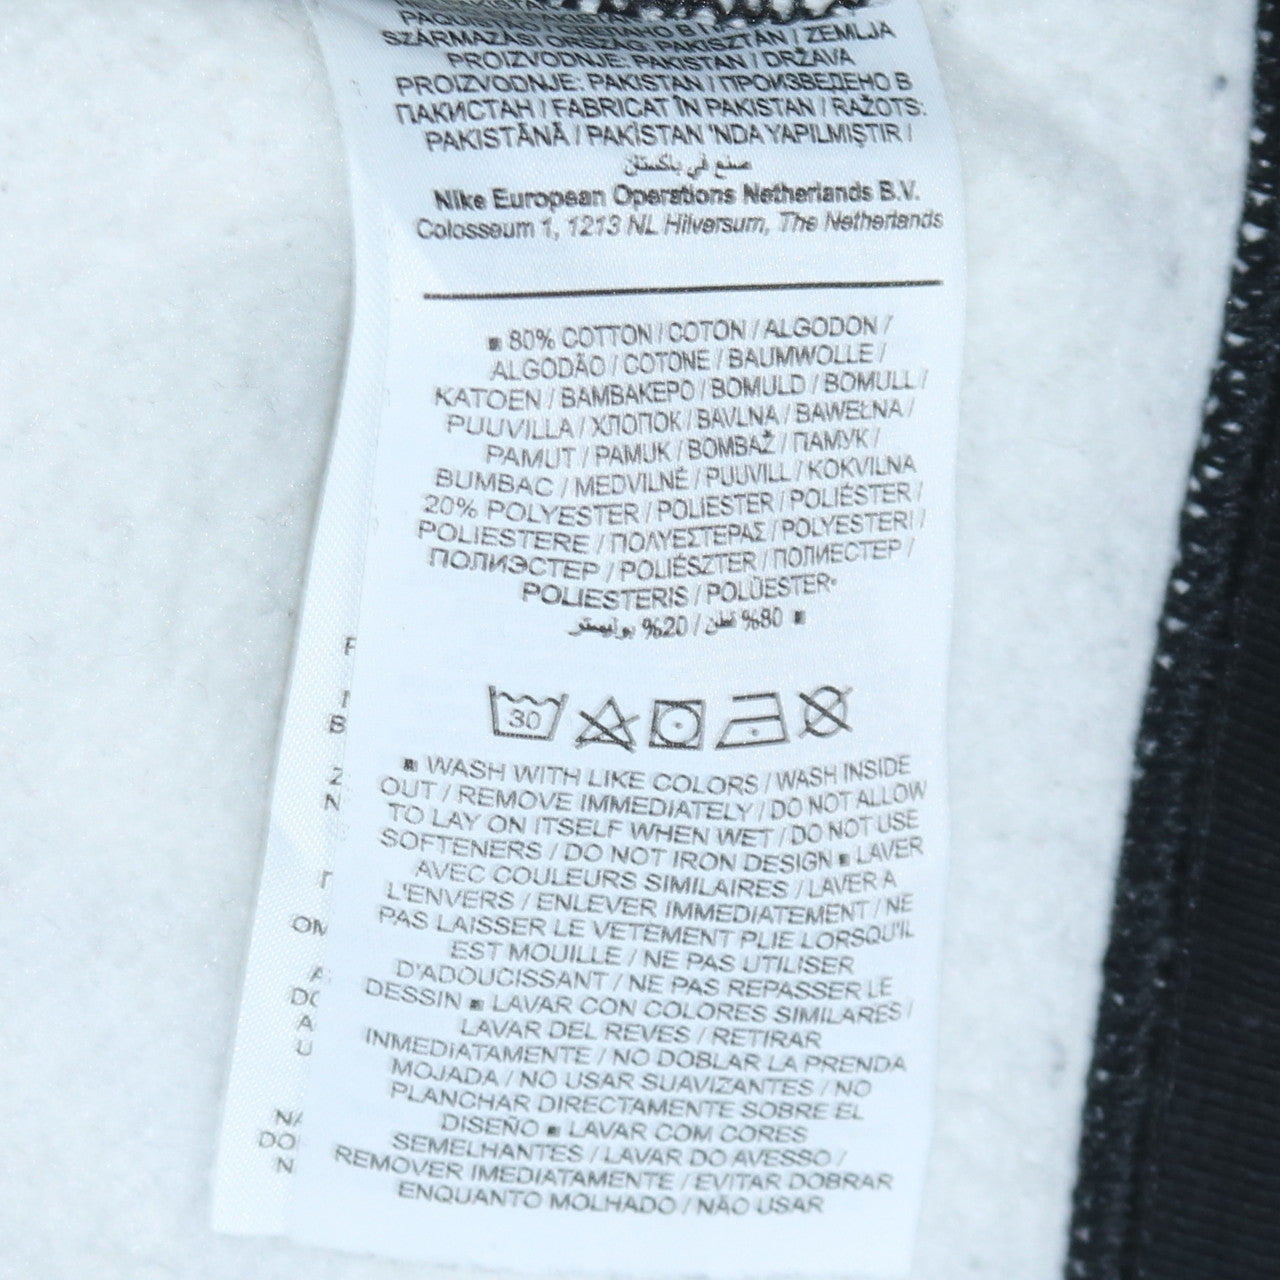 SZÁRMAZÁSI ORSZÁG: PAKISZTÁN / ZEMLJA
PROIZVODNJE: PAKISTAN / DRŽAVA
PROIZVODNJE: PAKISTAN / ПРОИЗВЕДЕНО В
ПАКИСТАН / FABRICAT ÎN PAKISTAN / RAŽOTS:
PAKISTĀNĀ / PAKİSTAN 'NDA YAPILMIŞTIR /
صنع في باكستان
Nike European Operations Netherlands B.V.
Colosseum 1, 1213 NL Hilversum, The Netherlands
■ 80% COTTON / COTON / ALGODON /
ALGODÃO / COTONE / BAUMWOLLE /
KATOEN / ΒΑΜΒΑΚΕΡΟ / BOMULD / BOMULL /
PUUVILLA / ХЛОПОК / BAVLNA / BAWEŁNA /
PAMUT / PAMUK / BOMBAŽ / ПАМУК /
BUMBAC / MEDVILNĖ / PUUVILL / KOKVILNA
20% POLYESTER / POLIESTER / POLIÉSTER /
POLIESTERE / ΠΟΛΥΕΣΤΕΡΑΣ / POLYESTERI /
ПОЛИЭСТЕР / POLIÉSZTER / ПОЛИЕСТЕР /
POLIESTERIS / POLÜESTER
■ 80% قطن / 20% بوليستر
30
■ WASH WITH LIKE COLORS / WASH INSIDE
OUT / REMOVE IMMEDIATELY / DO NOT ALLOW
TO LAY ON ITSELF WHEN WET / DO NOT USE
SOFTENERS / DO NOT IRON DESIGN ■ LAVER
AVEC COULEURS SIMILAIRES / LAVER A
L'ENVERS / ENLEVER IMMEDIATEMENT / NE
PAS LAISSER LE VETEMENT PLIE LORSQU'IL
EST MOUILLE / NE PAS UTILISER
D'ADOUCISSANT / NE PAS REPASSER LE
DESSIN ■ LAVAR CON COLORES SIMILARES /
LAVAR DEL REVES / RETIRAR
INMEDIATAMENTE / NO DOBLAR LA PRENDA
MOJADA / NO USAR SUAVIZANTES / NO
PLANCHAR DIRECTAMENTE SOBRE EL
DISEÑO ■ LAVAR COM CORES
SEMELHANTES / LAVAR DO AVESSO /
REMOVER IMEDIATAMENTE / EVITAR DOBRAR
ENQUANTO MOLHADO / NÃO USAR